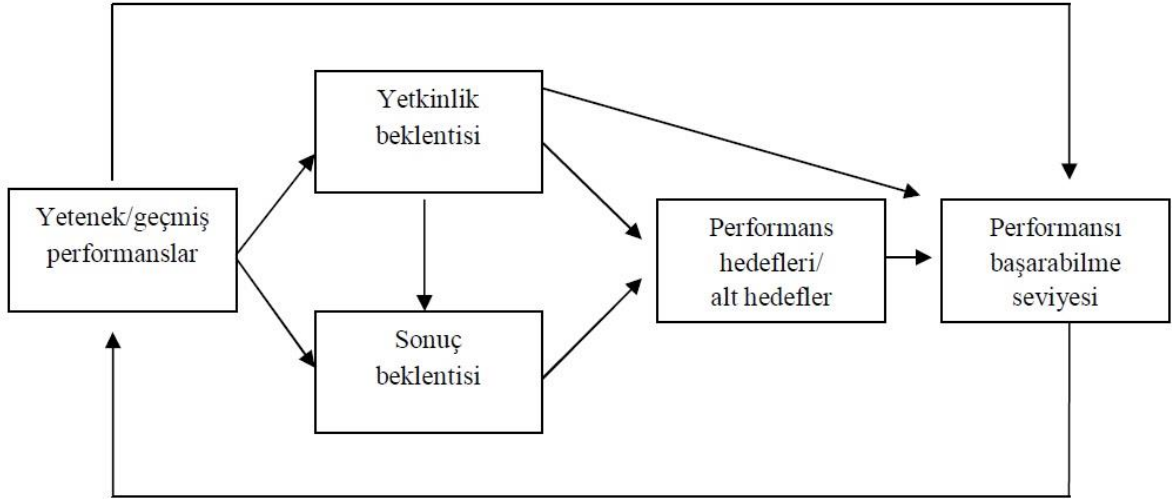 Yetkinlik
beklentisi
Yetenek/geçmiş
performanslar
Sonuç
beklentisi
Performans
hedefleri/
alt hedefler
Performansı
başarabilme
seviyesi